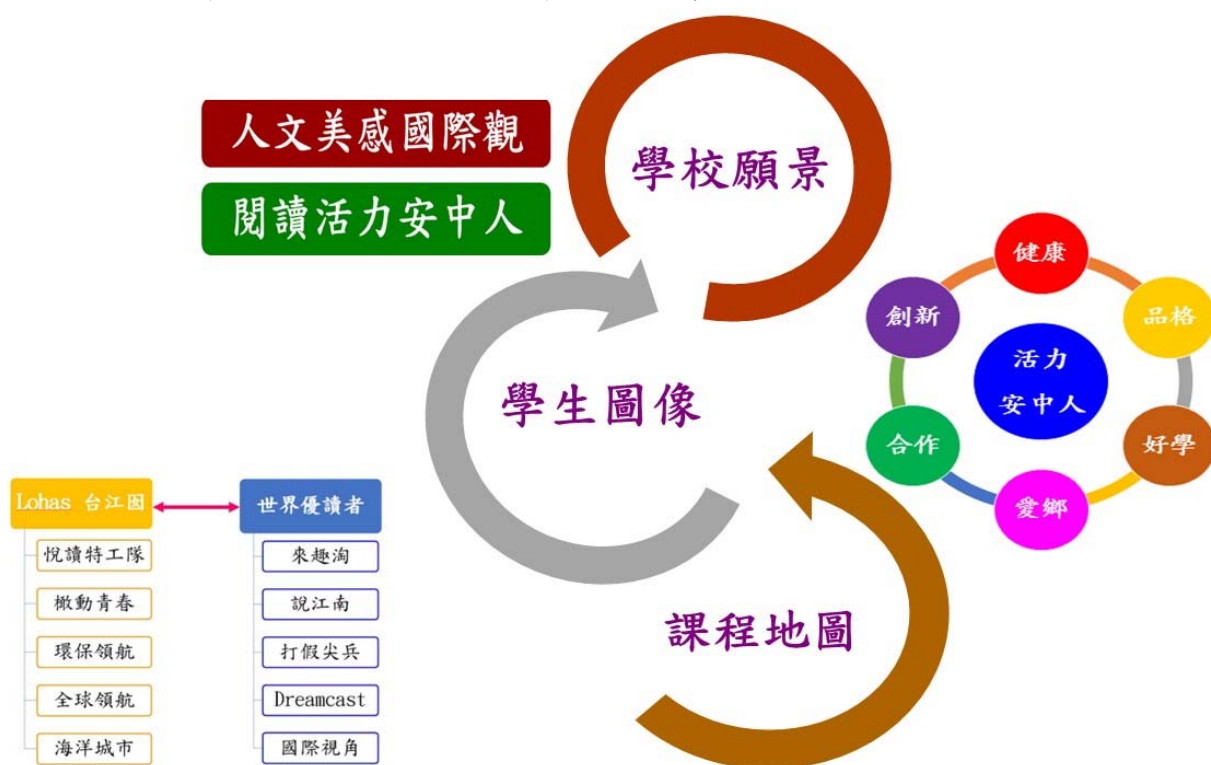 人文美感國際觀
閱讀活力安中人
學校願景
健康
創新
品格
活力
安中人
學生圖像
合作
好學
愛鄉
Lohas 台江囡
世界優讀者
悅讀特工隊
來趣淘
橄動青春
說江南
課程地圖
環保領航
打假尖兵
全球領航
Dreamcast
海洋城市
國際視角